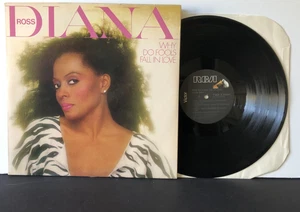 DIANA
ROSS
WHY
DO FOOLS
FALL IN LOVE
RCA